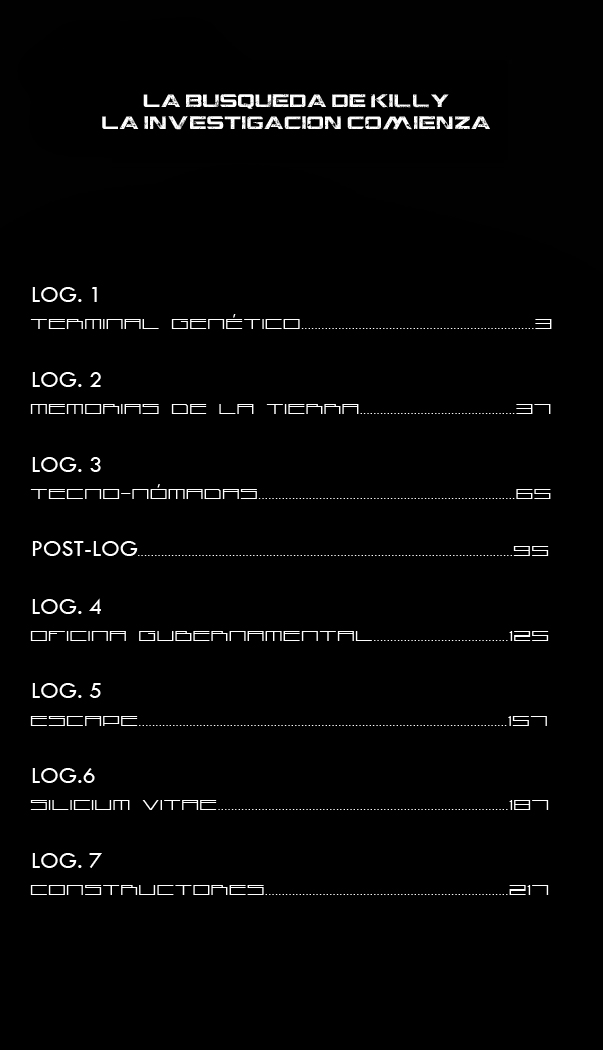 LA BUSQUEDA DE KILLY
LA INVESTIGACION COMIENZA
LOG. 1
TERMINAL GENÉTICO........................................................................3
LOG. 2
MEMORIAS DE LA TIERRA.....................................................37
LOG. 3
TECNO-NÓMADAS.......................................................................................65
POST-LOG...............................................................................................................95
LOG. 4
OFICINA GUBERNAMENTAL..............................................125
LOG. 5
ESCAPE.............................................................................................................157
LOG.6
SILICIUM VITAE.....................................................................................187
LOG. 7
CONSTRUCTORES........................................................................217